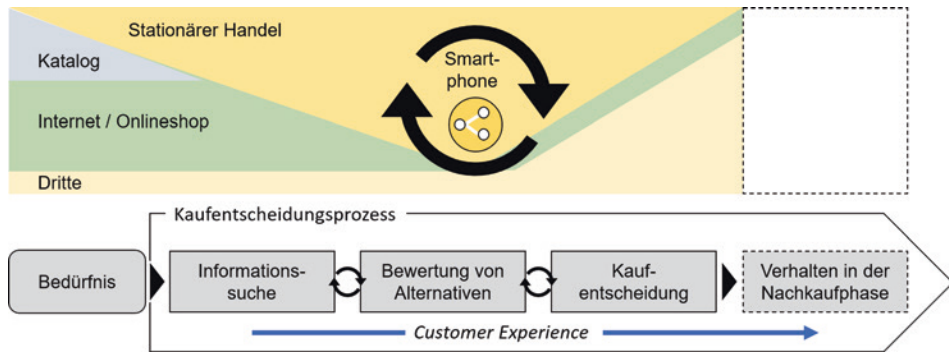 Stationärer Handel
Katalog
Smart-
phone
Internet / Onlineshop
Dritte
Kaufentscheidungsprozess
Bedürfnis
Informations-
suche
Bewertung von
Alternativen
Kauf-
entscheidung
Verhalten in der
Nachkaufphase
Customer Experience